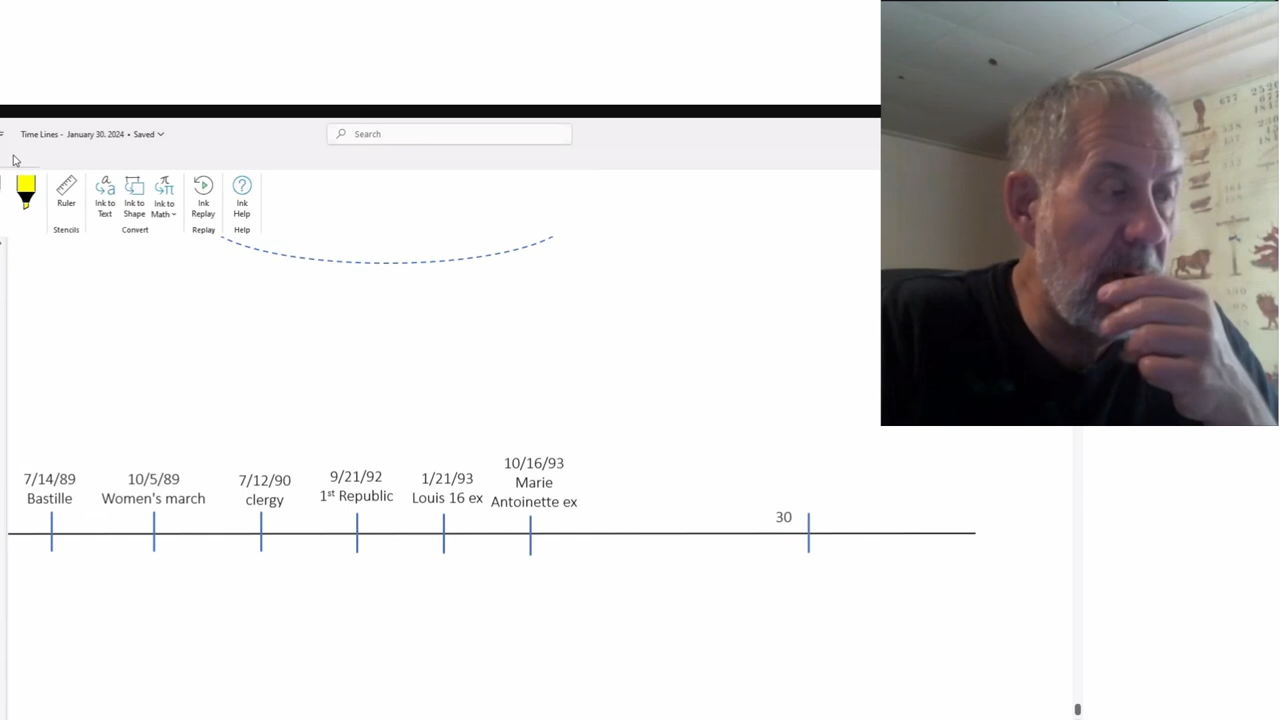 Time Lines - January 30. 2024 • Saved
Search
Ruler
Ink to Text
Ink to Shape
Ink to Math
Ink Replay
Ink Help
Stencils
Convert
Replay
Help
7/14/89
Bastille
10/5/89
Women's march
7/12/90
clergy
9/21/92
1st Republic
1/21/93
Louis 16 ex
10/16/93
Marie
Antoinette ex
30
677
2520